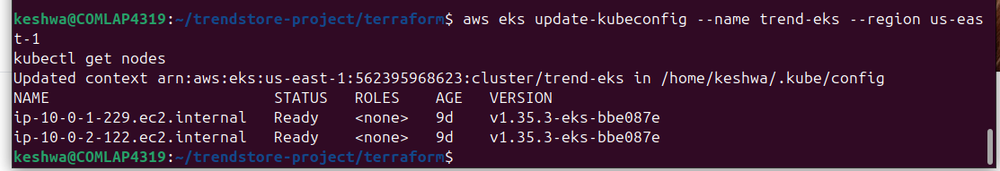 keshwa@COMLAP4319:~/trendstore-project/terraform$ aws eks update-kubeconfig --name trend-eks --region us-eas
t-1
kubectl get nodes
Updated context arn:aws:eks:us-east-1:562395968623:cluster/trend-eks in /home/keshwa/.kube/config
NAME                         STATUS   ROLES    AGE   VERSION
ip-10-0-1-229.ec2.internal   Ready    <none>   9d    v1.35.3-eks-bbe087e
ip-10-0-2-122.ec2.internal   Ready    <none>   9d    v1.35.3-eks-bbe087e
keshwa@COMLAP4319:~/trendstore-project/terraform$